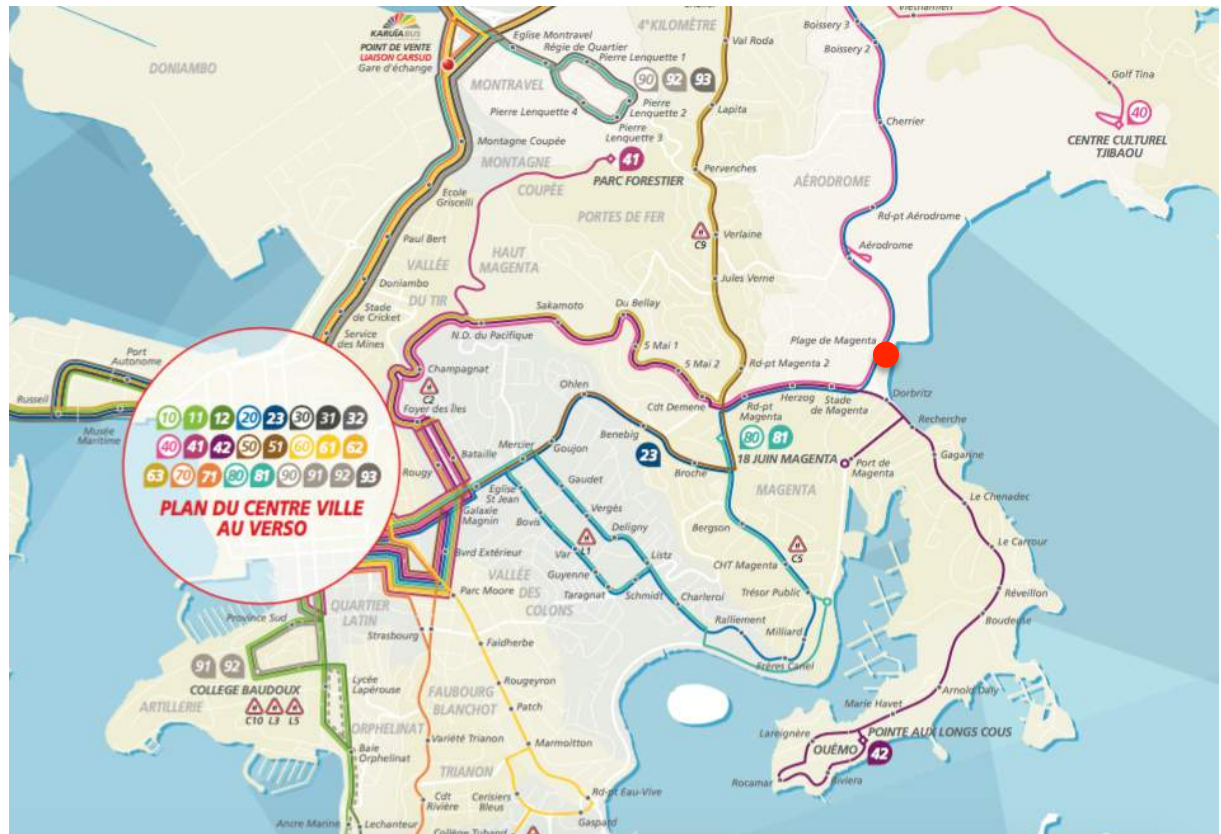 KARUÏABUS
POINT DE VENTE
LIAISON CARSUD
Gare d'échange
DONIAMBO
Eglise Montravel
Régie de Quartier
Pierre Lenquette 1
MONTRAVEL
90 92 93
Pierre Lenquette 4
Pierre
Lenquette 2
Pierre
Lenquette 3
4e KILOMÈTRE
Val Roda
Boissery 3
Boissery 2
Vietnamien
Golf Tina
40
CENTRE CULTUREL
TJIBAOU
Lapita
Cherrier
Montagne Coupée
MONTAGNE
COUPÉE
41
PARC FORESTIER
Pervenches
AÉRODROME
Ecole
Griscelli
PORTES DE FER
Rd-pt Aérodrome
C9
Verlaine
Paul Bert
HAUT
MAGENTA
Aérodrome
VALLÉE
DU TIR
Jules Verne
Doniambo
Stade
de Cricket
Sakamoto
Du Bellay
N.D. du Pacifique
Service
des Mines
5 Mai 1
5 Mai 2
Plage de Magenta
Rd-pt Magenta 2
Port
Autonome
Champagnat
C2
Ohlen
Cdt Demene
Rd-pt
Magenta
Herzog
Stade
de Magenta
Dorbritz
Russeil
Musée
Maritime
Foyer des Îles
Recherche
10 11 12 20 23 30 31 32
40 41 42 50 51 60 61 62
63 70 71 80 81 90 91 92 93
PLAN DU CENTRE VILLE
AU VERSO
Mercier
Goujon
Benebig
Bataille
Rougy
23
Broche
80 81
18 JUIN MAGENTA
Port de
Magenta
Gagarine
Eglise
St Jean
Gaudet
MAGENTA
Le Chenadec
Galaxie
Magnin
Bovis
Vergès
Deligny
Bergson
Bvrd Extérieur
Var
L1
Listz
C5
Le Carrour
VALLÉE
DES
COLONS
Guyenne
Taragnat
Schmidt
Charleroi
CHT Magenta
Trésor Public
Parc Moore
Réveillon
QUARTIER
LATIN
Province Sud
Strasbourg
Ralliement
Milliard
Boudeuse
Faidherbe
Frères Canel
91 92
COLLEGE BAUDOUX
C10 L3 L5
ARTILLERIE
Lycée
Lapérouse
Rougeyron
Arnold Daly
FAUBOURG
BLANCHOT
Patch
Marie Havet
ORPHELINAT
Variété Trianon
Marmoitton
Lareignère
POINTE AUX LONGS COUS
OUÉMO
42
Baie
Orphelinat
TRIANON
Rocamar
Riviera
Cdt
Rivière
Cerisiers
Bleus
Rd-pt Eau-Vive
Ancre Marine
Lechanteur
Gaspard
Collège Tuband